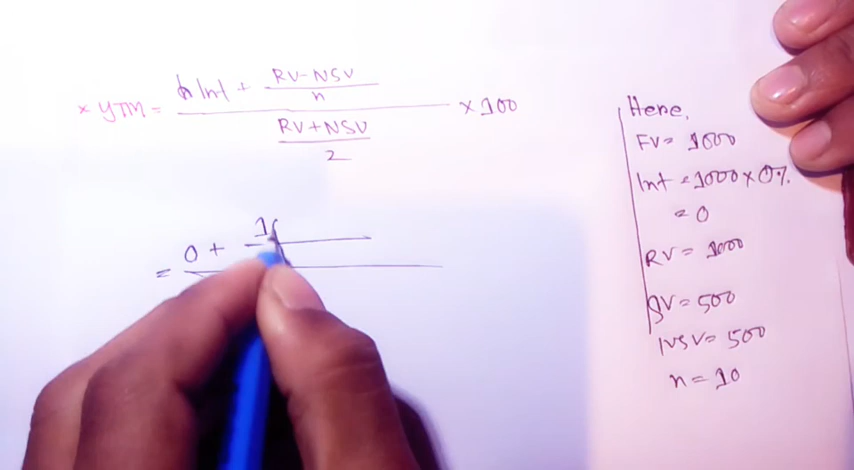 * YTM = Int + RV-NSV/n / RV+NSV/2 × 100
= 0 + 10
Here,
FV = 1000
Int = 1000 × 0%
= 0
RV = 1000
SV = 500
NSV = 500
n = 10